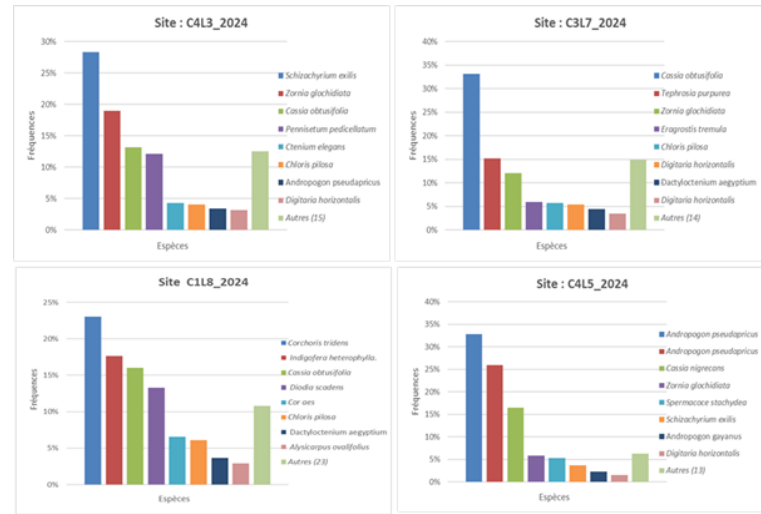 Site : C4L3_2024
30%
25%
20%
15%
10%
5%
0%
Fréquences
Espèces
Schizachyrium exilis
Zornia glochidiata
Cassia obtusifolia
Pennisetum pedicellatum
Ctenium elegans
Chloris pilosa
Andropogon pseudapricus
Digitaria horizontalis
Autres (15)
Site : C3L7_2024
40%
35%
30%
25%
20%
15%
10%
5%
0%
Fréquences
Espèces
Cassia obtusifolia
Tephrosia purpurea
Zornia glochidiata
Eragrostis tremula
Chloris pilosa
Digitaria horizontalis
Dactyloctenium aegyptium
Digitaria horizontalis
Autres (14)
Site C1L8_2024
25%
20%
15%
10%
5%
0%
Fréquences
Espèces
Corchoris tridens
Indigofera heterophylla.
Cassia obtusifolia
Diodia scadens
Cor aes
Chloris pilosa
Dactyloctenium aegyptium
Alysicarpus ovalifolius
Autres (23)
Site : C4L5_2024
40%
35%
30%
25%
20%
15%
10%
5%
0%
Fréquences
Espèces
Andropogon pseudapricus
Andropogon pseudapricus
Cassia nigrecans
Zornia glochidiata
Spermacoce stachydea
Schizachyrium exilis
Andropogon gayanus
Digitaria horizontalis
Autres (13)